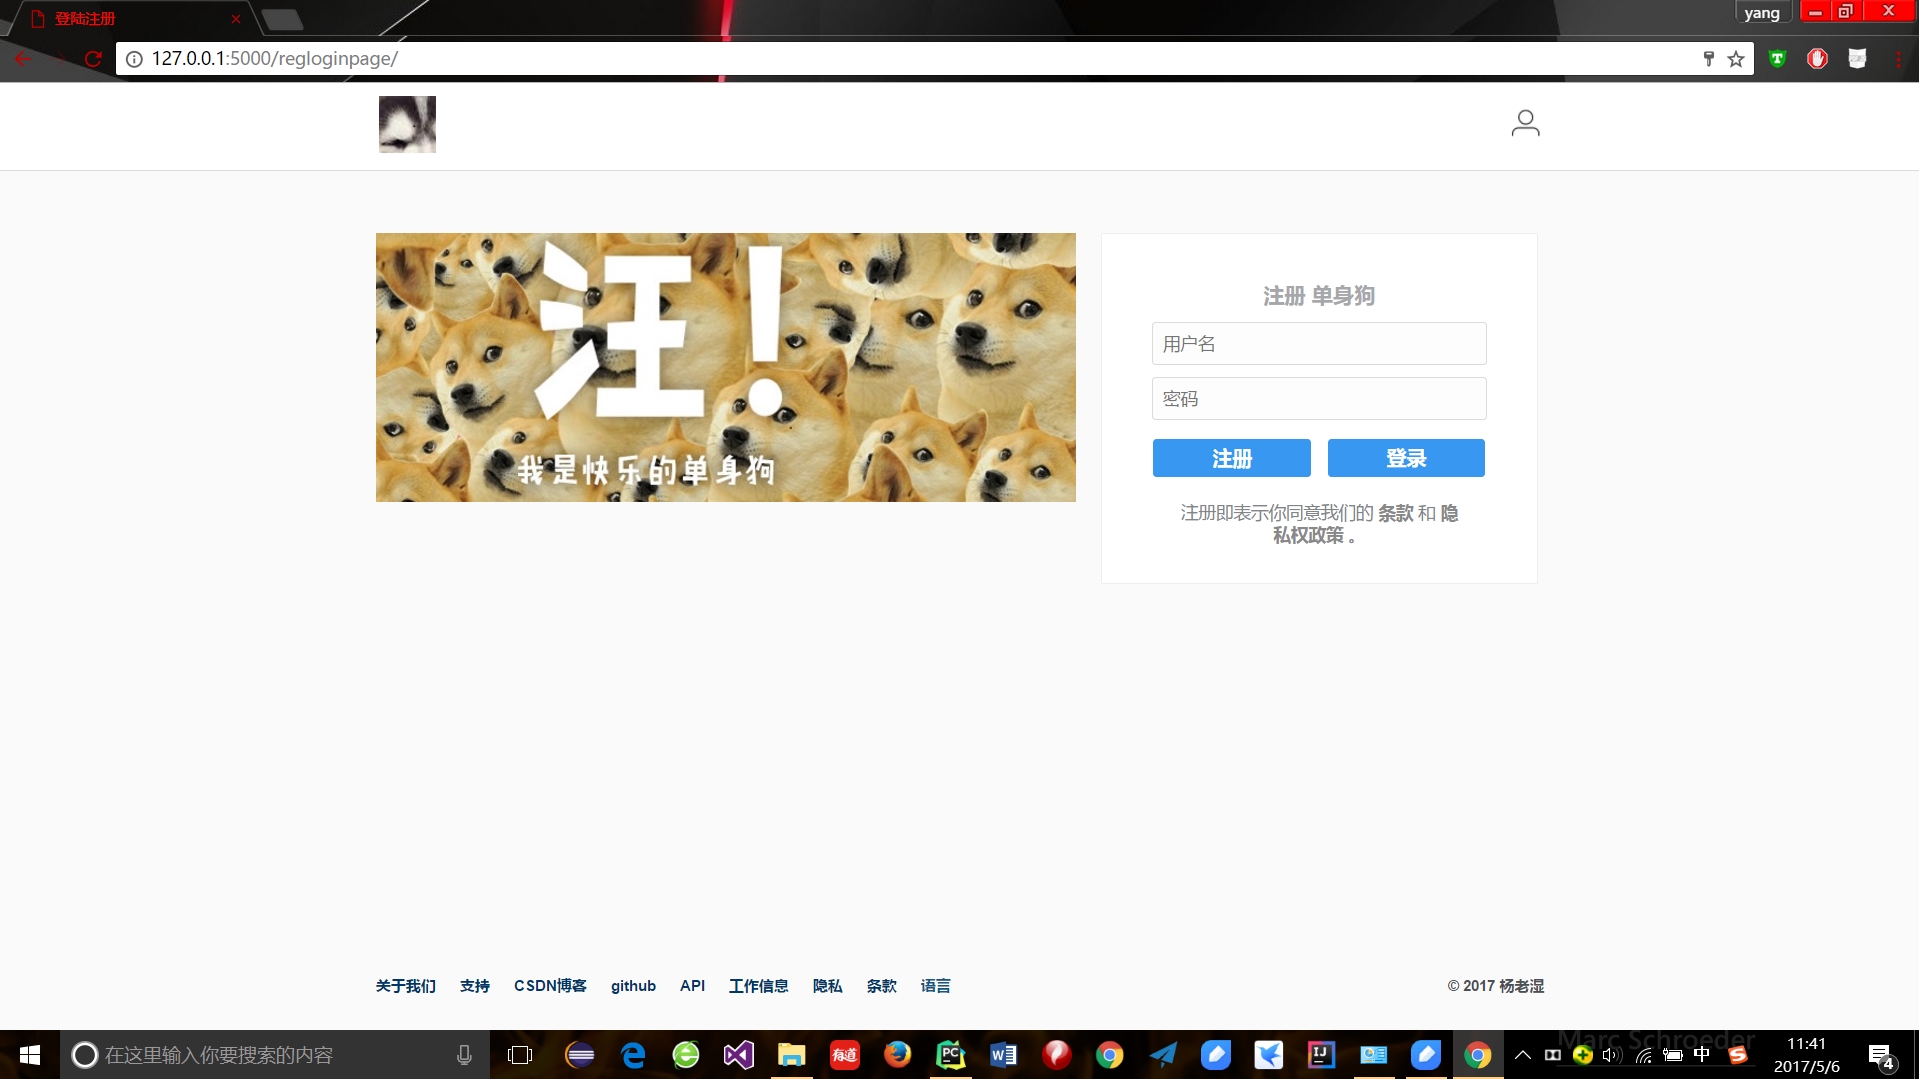 登陆注册
yang
127.0.0.1:5000/regloginpage/
汪！
我是快乐的单身狗
注册 单身狗
用户名
密码
注册 登录
注册即表示你同意我们的 条款 和 隐
私权政策 。
关于我们 支持 CSDN博客 github API 工作信息 隐私 条款 语言
© 2017 杨老湿
在这里输入你要搜索的内容
有道
PC
W
IJ
Marc Schroeder
中
11:41
2017/5/6
4